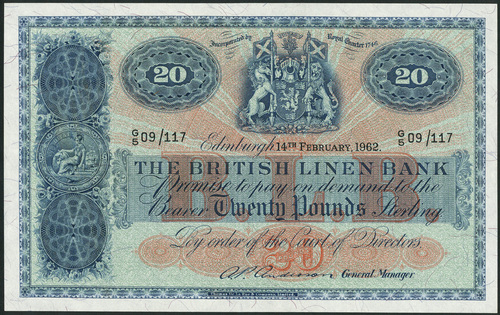 Incorporated by Royal Charter 1746
20 20
G/5 09/117 G/5 09/117
Edinburgh 14TH FEBRUARY, 1962.
THE BRITISH LINEN BANK
Promise to pay on demand to the
Bearer Twenty Pounds Sterling
By order of the Court of Directors
General Manager